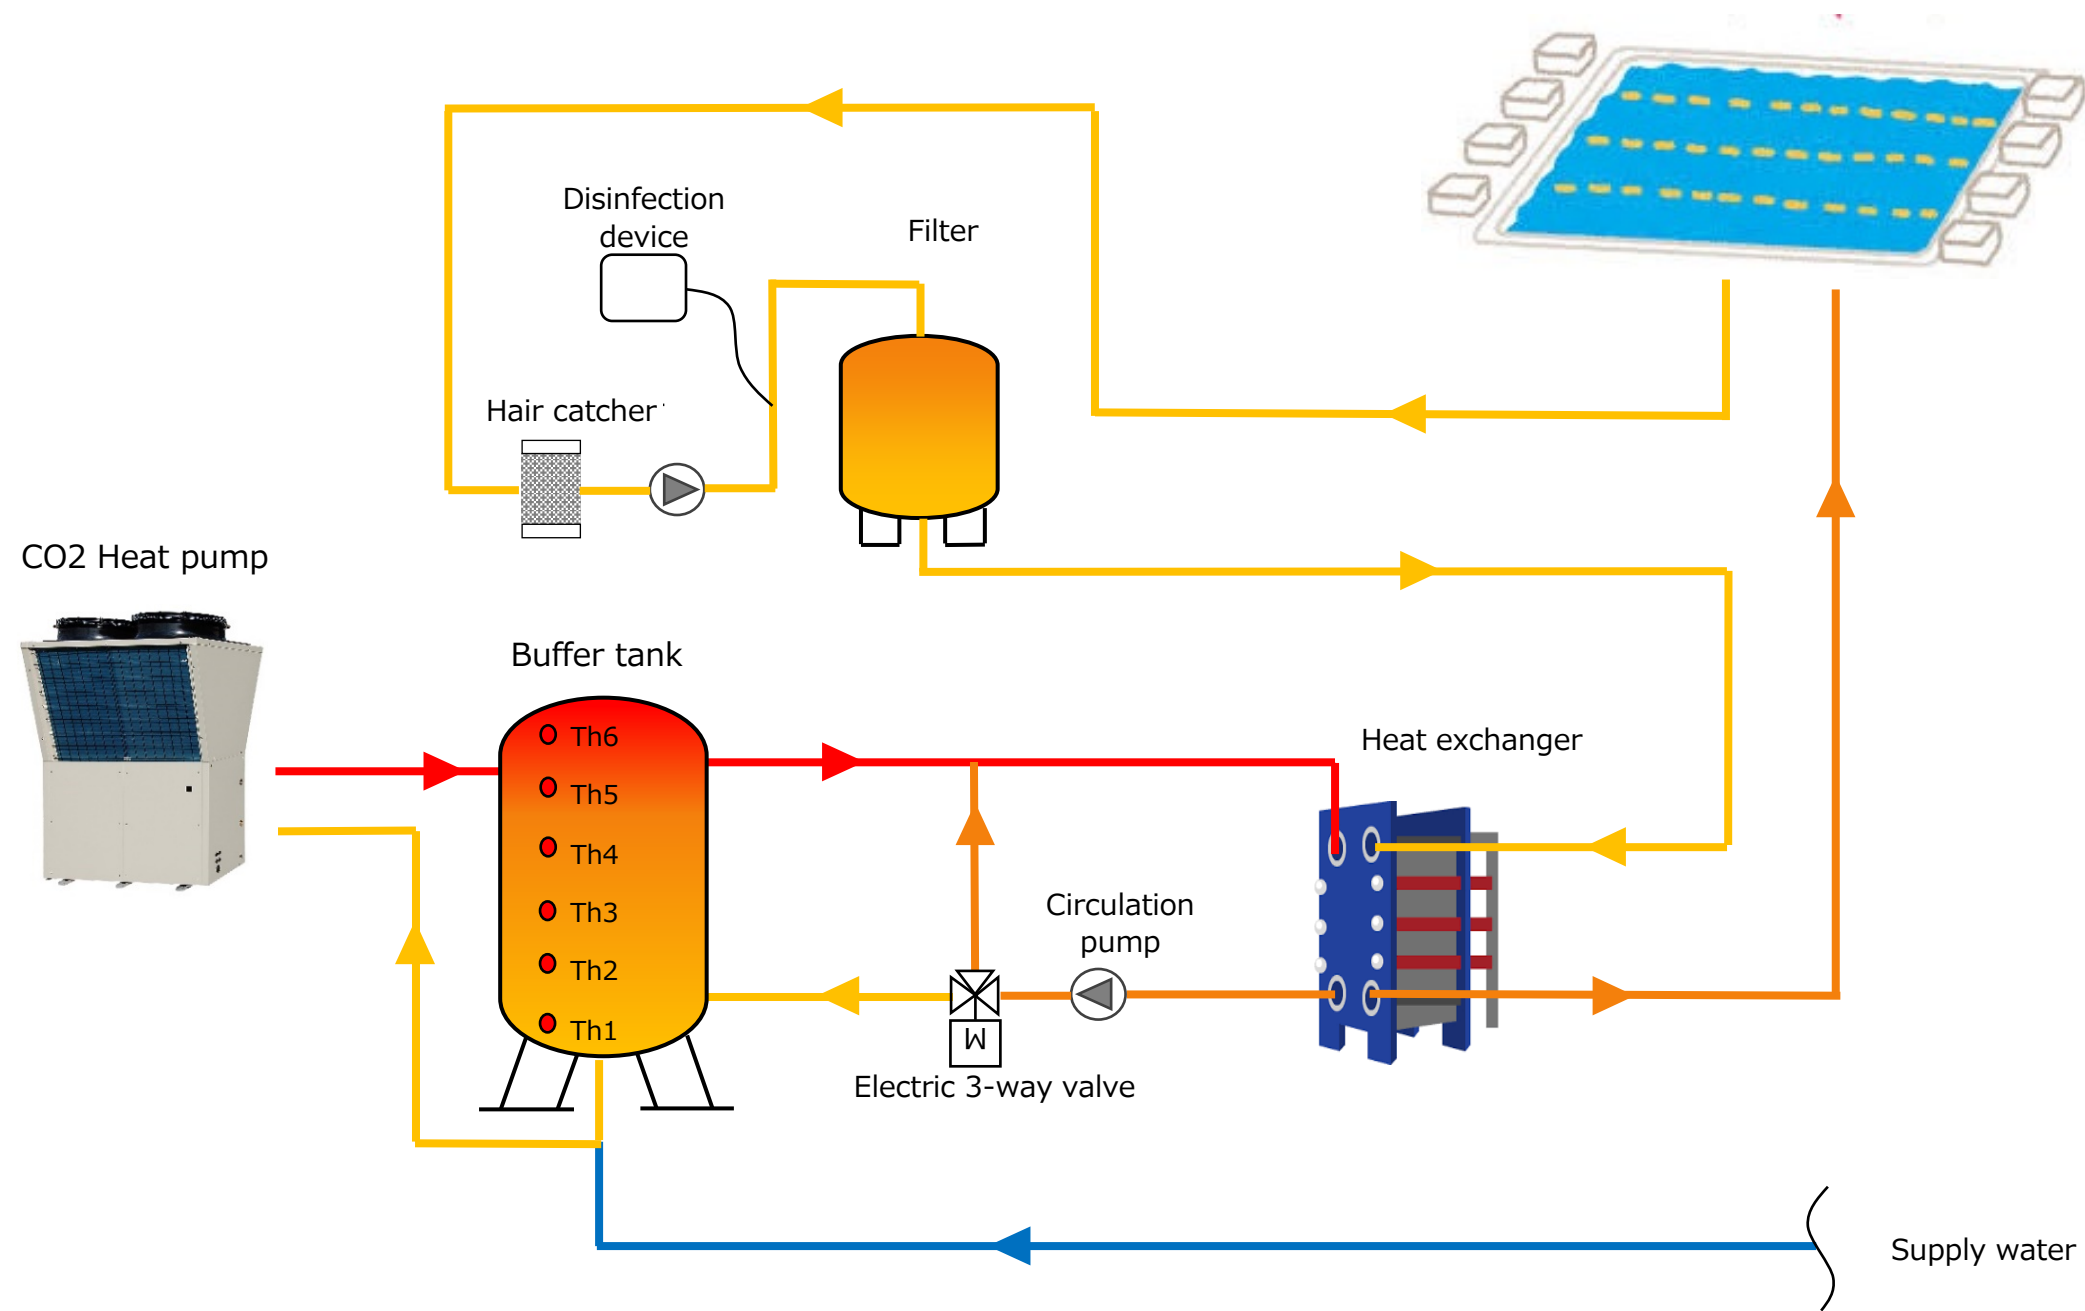 Disinfection
device
Filter
Hair catcher
CO2 Heat pump
Buffer tank
Th6
Th5
Th4
Th3
Th2
Th1
Heat exchanger
Circulation
pump
M
Electric 3-way valve
Supply water